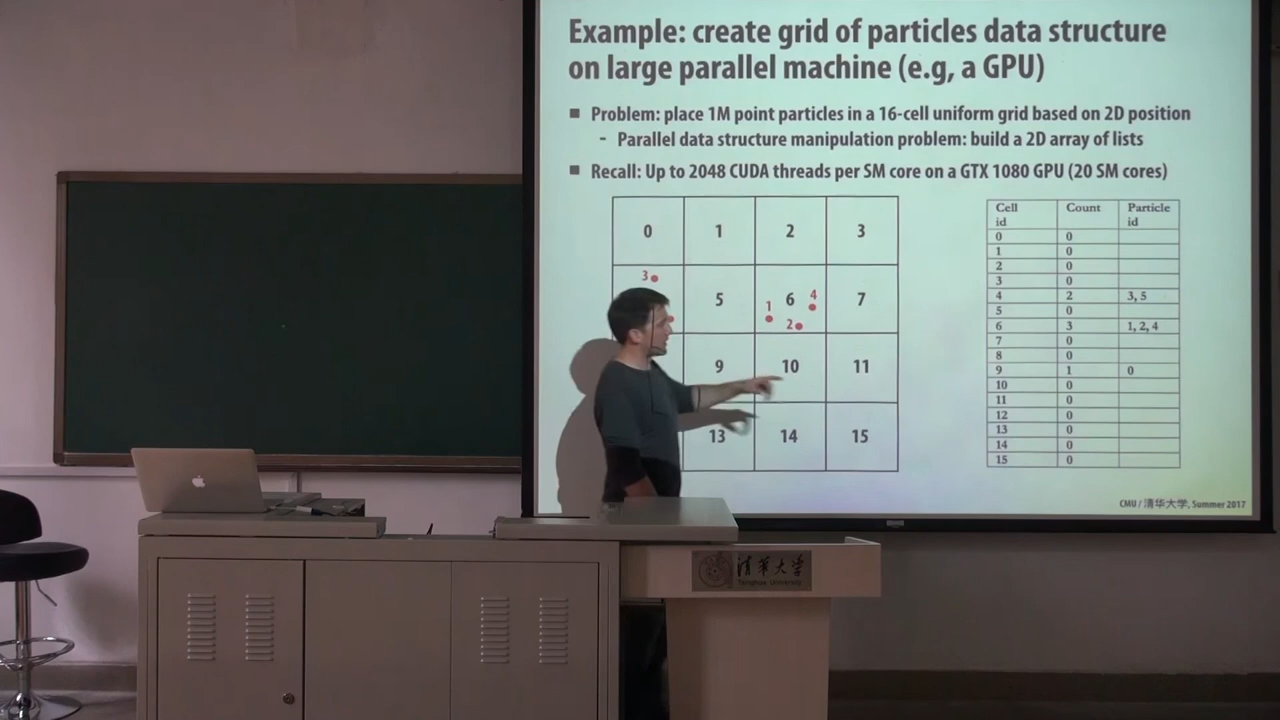 Example: create grid of particles data structure
on large parallel machine (e.g, a GPU)
Problem: place 1M point particles in a 16-cell uniform grid based on 2D position
- Parallel data structure manipulation problem: build a 2D array of lists
Recall: Up to 2048 CUDA threads per SM core on a GTX 1080 GPU (20 SM cores)
0 1 2 3
3
5 6 7
1 4
2
9 10 11
13 14 15
Cell id Count Particle id
0 0
1 0
2 0
3 0
4 2 3, 5
5 0
6 3 1, 2, 4
7 0
8 0
9 1 0
10 0
11 0
12 0
13 0
14 0
15 0
CMU / 清华大学, Summer 2017
清华大学
Tsinghua University